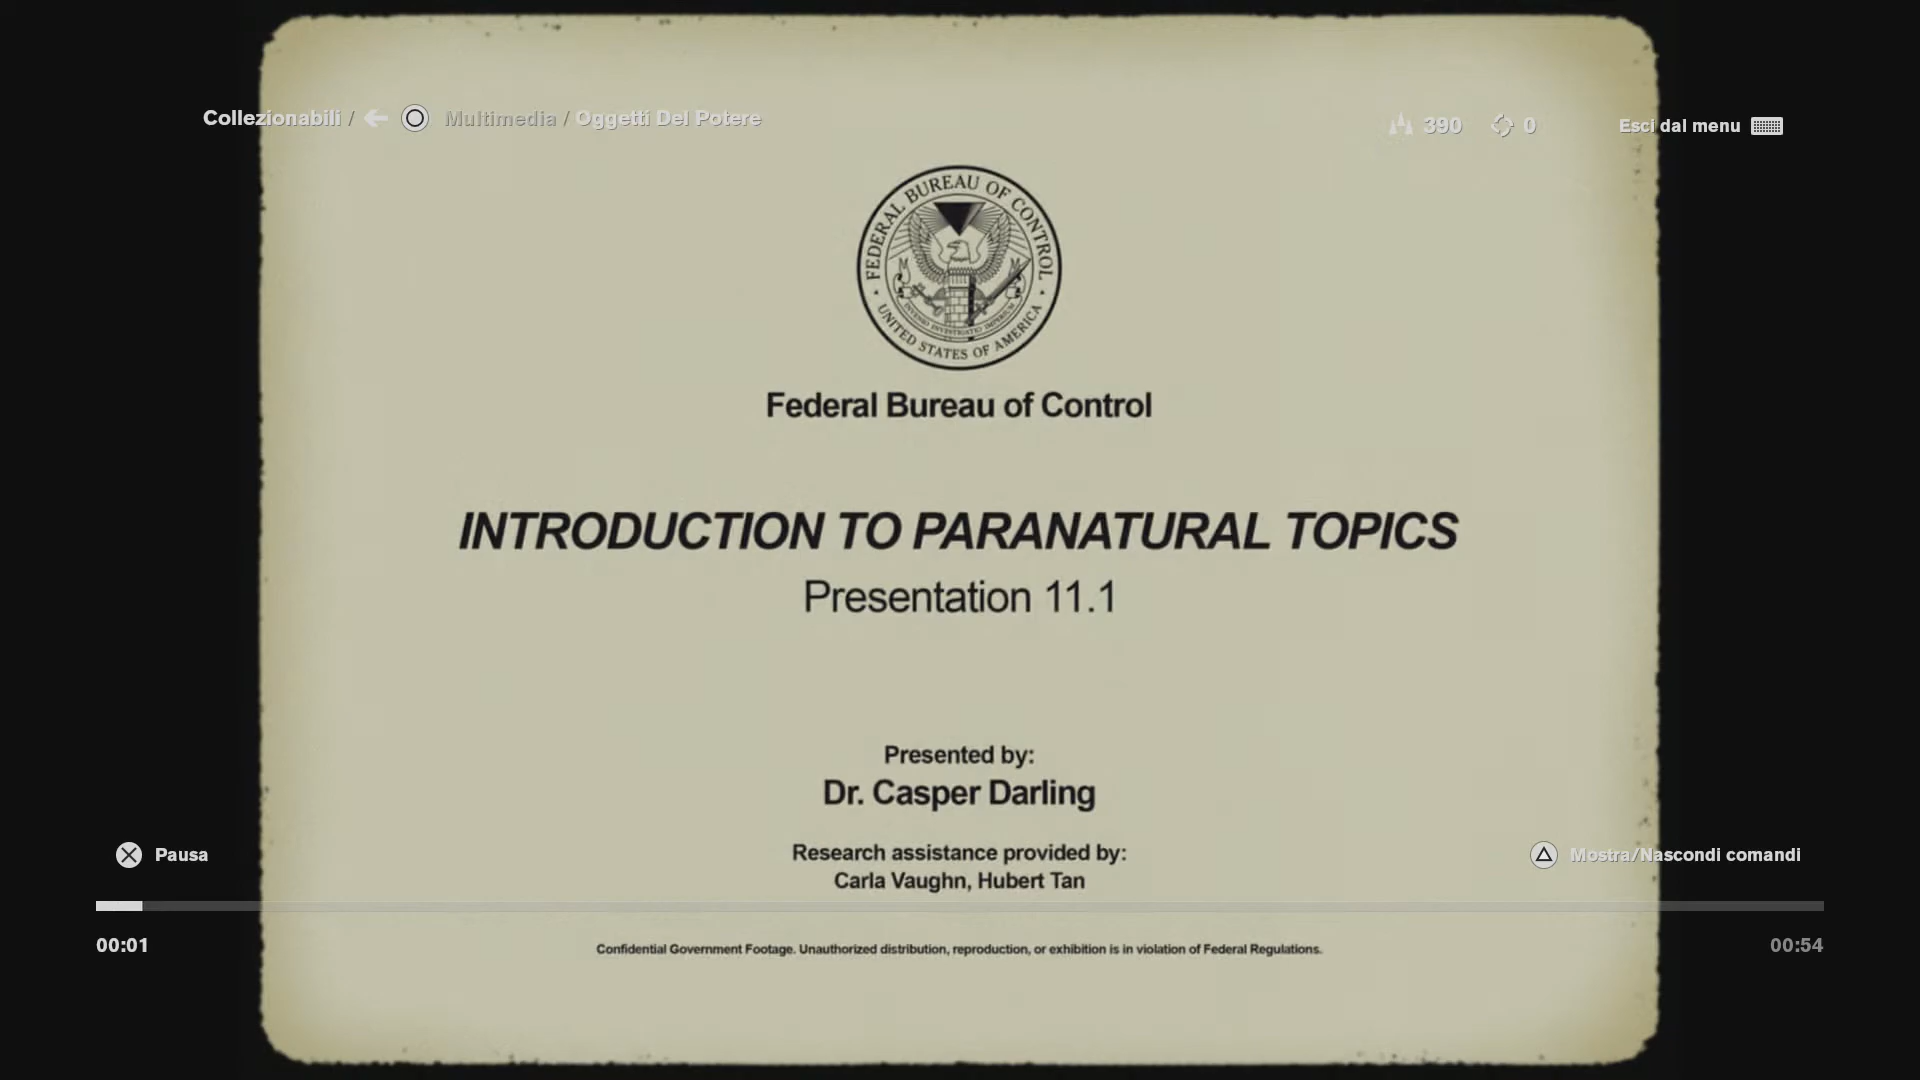 Collezionabili / Multimedia / Oggetti Del Potere
390 0 Esci dal menu
FEDERAL BUREAU OF CONTROL
INVENIO INVESTIGATIO IMPERIUM
UNITED STATES OF AMERICA
Federal Bureau of Control
INTRODUCTION TO PARANATURAL TOPICS
Presentation 11.1
Presented by:
Dr. Casper Darling
Research assistance provided by:
Carla Vaughn, Hubert Tan
Pausa
Mostra/Nascondi comandi
00:01
00:54
Confidential Government Footage. Unauthorized distribution, reproduction, or exhibition is in violation of Federal Regulations.